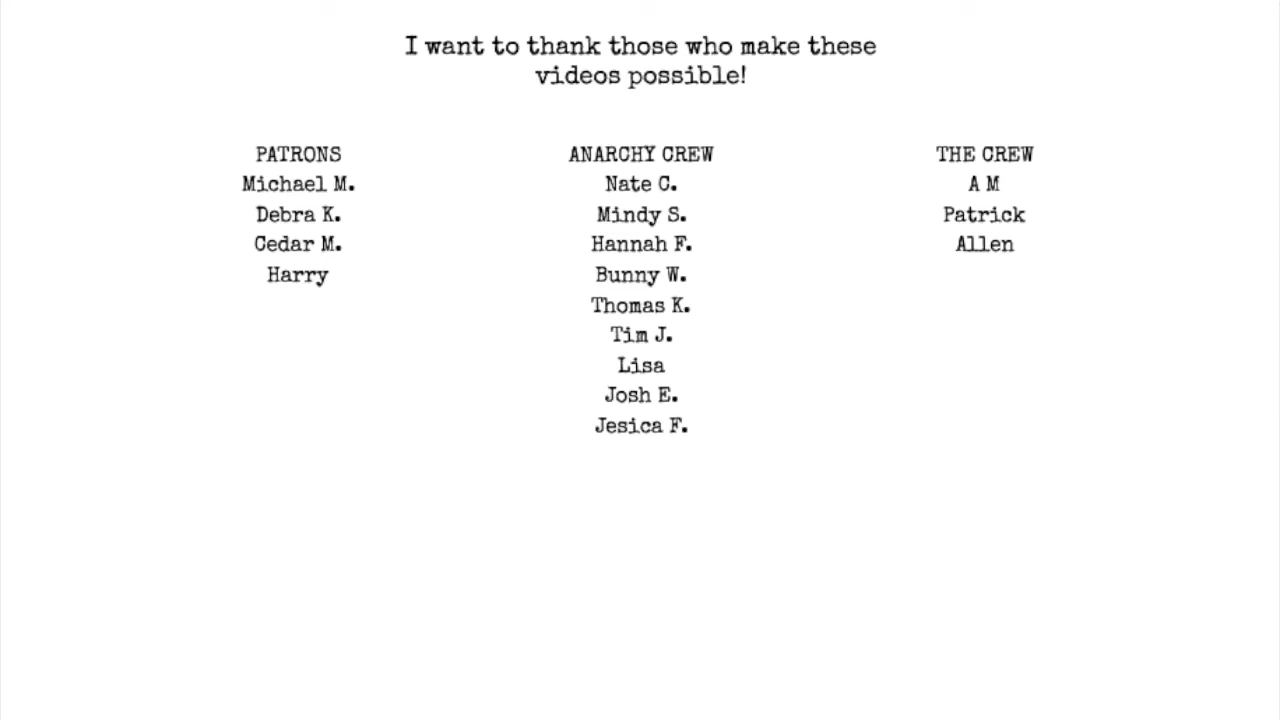 I want to thank those who make these
videos possible!
PATRONS
Michael M.
Debra K.
Cedar M.
Harry
ANARCHY CREW
Nate C.
Mindy S.
Hannah F.
Bunny W.
Thomas K.
Tim J.
Lisa
Josh E.
Jesica F.
THE CREW
A M
Patrick
Allen